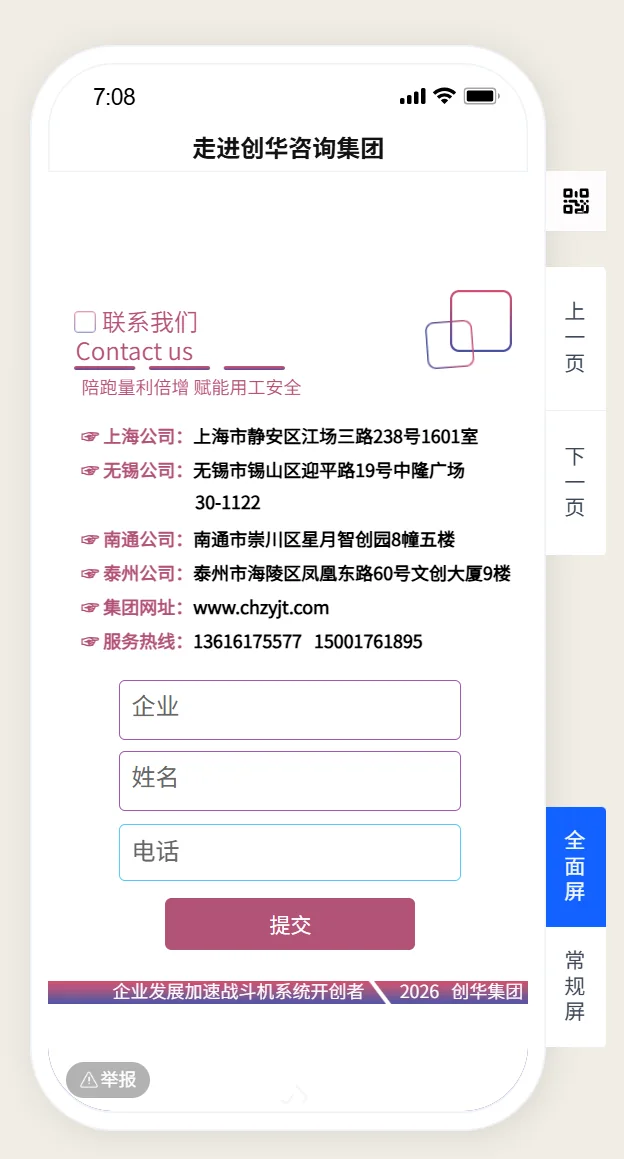 7:08
走进创华咨询集团
上一页
下一页
联系我们
Contact us
陪跑量利倍增 赋能用工安全
☞ 上海公司：上海市静安区江场三路238号1601室
☞ 无锡公司：无锡市锡山区迎平路19号中隆广场
30-1122
☞ 南通公司：南通市崇川区星月智创园8幢五楼
☞ 泰州公司：泰州市海陵区凤凰东路60号文创大厦9楼
☞ 集团网址：www.chzyjt.com
☞ 服务热线：13616175577 15001761895
企业
姓名
电话
提交
全面屏
常规屏
企业发展加速战斗机系统开创者 2026 创华集团
举报